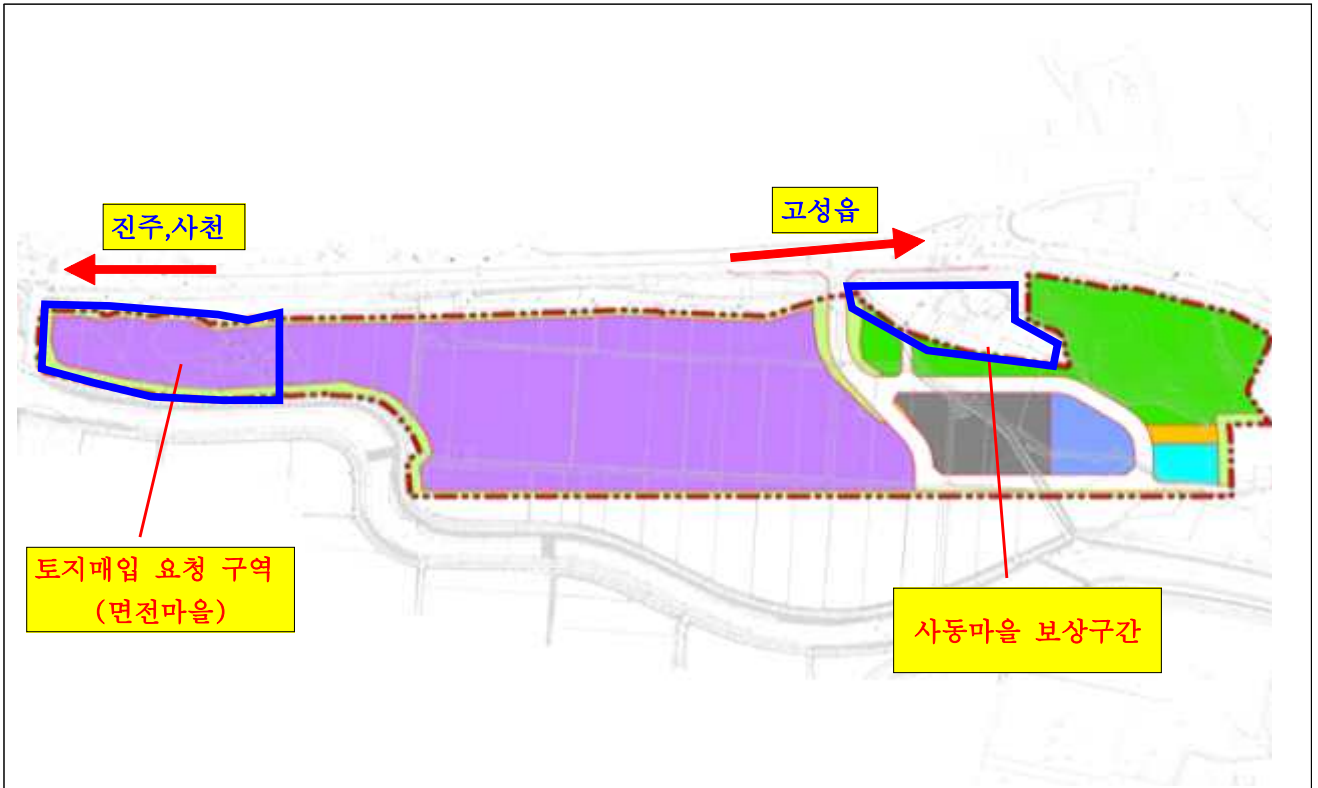 진주,사천
고성읍
토지매입 요청 구역
(면전마을)
사동마을 보상구간